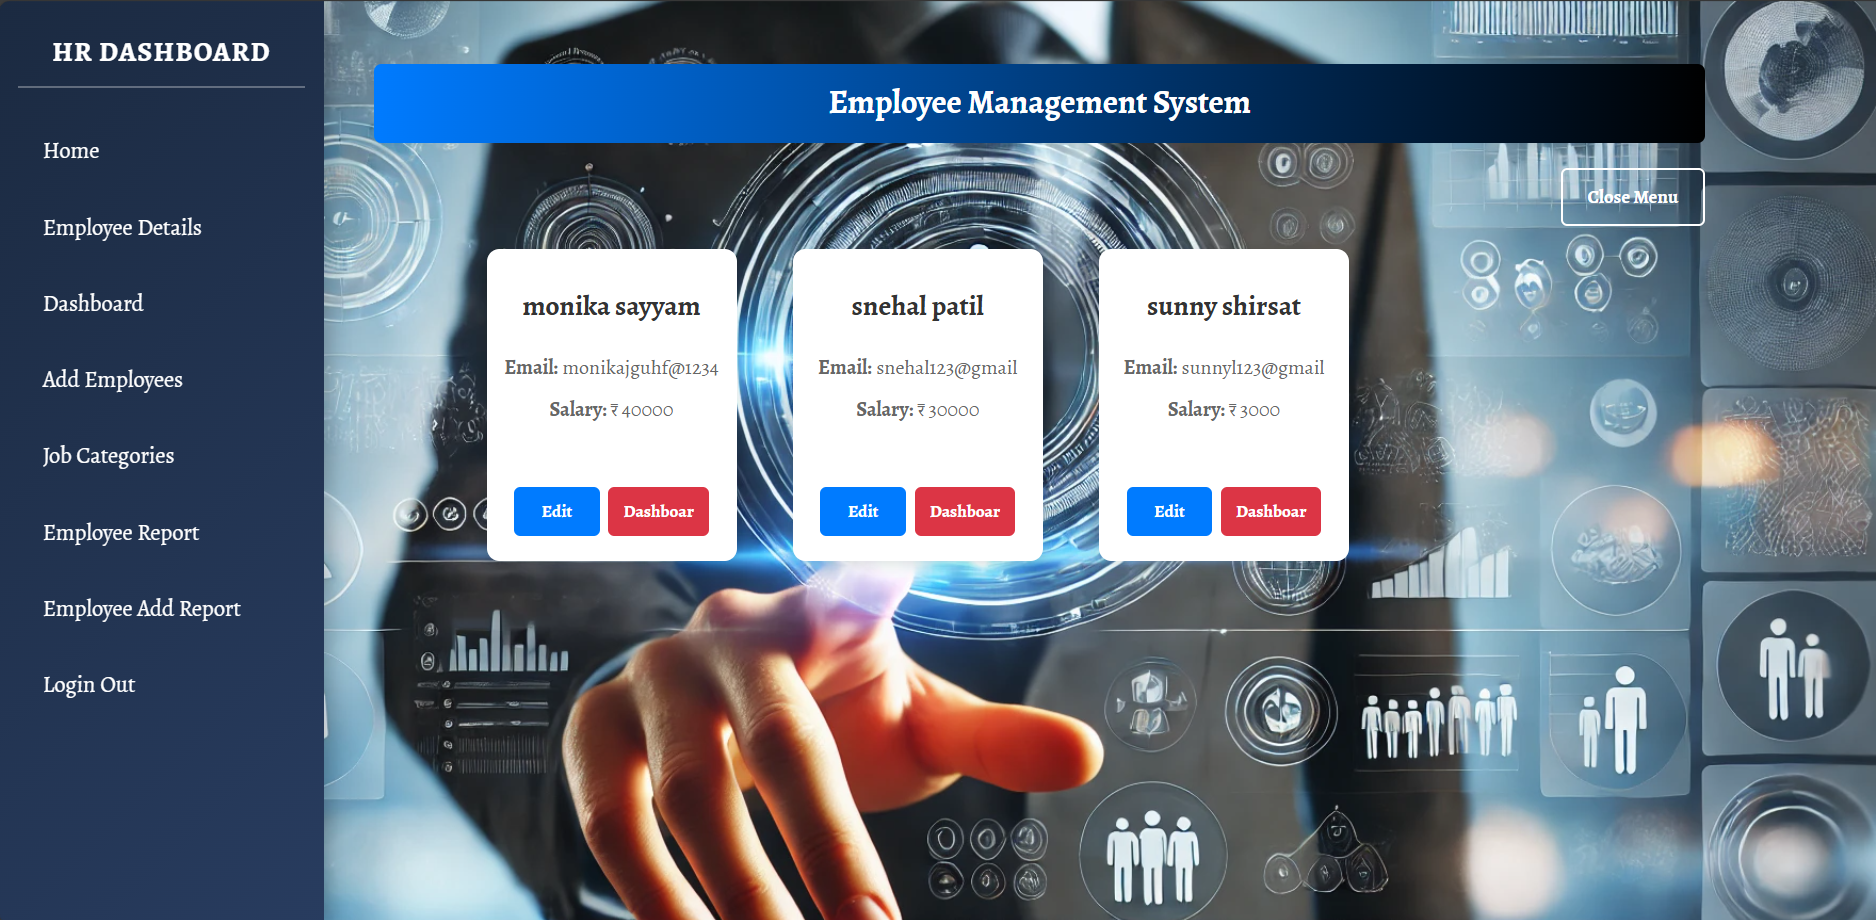 HR DASHBOARD
Home
Employee Details
Dashboard
Add Employees
Job Categories
Employee Report
Employee Add Report
Login Out
Employee Management System
Close Menu
monika sayyam
Email: monikajguhf@1234
Salary: ₹ 40000
Edit
Dashboar
snehal patil
Email: snehal123@gmail
Salary: ₹ 30000
Edit
Dashboar
sunny shirsat
Email: sunnyl123@gmail
Salary: ₹ 3000
Edit
Dashboar